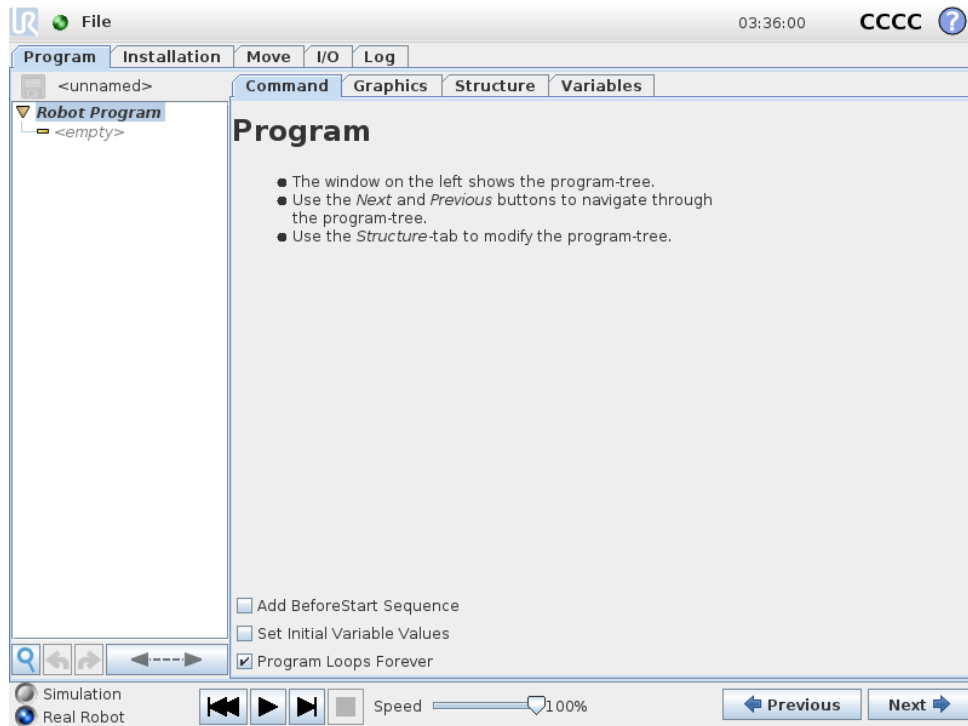 UR File 03:36:00 CCCC ?
Program Installation Move I/O Log
<unnamed> Command Graphics Structure Variables
Robot Program
<empty>
Program
The window on the left shows the program-tree.
Use the Next and Previous buttons to navigate through
the program-tree.
Use the Structure-tab to modify the program-tree.
Add BeforeStart Sequence
Set Initial Variable Values
Program Loops Forever
Simulation
Real Robot
Speed 100% Previous Next